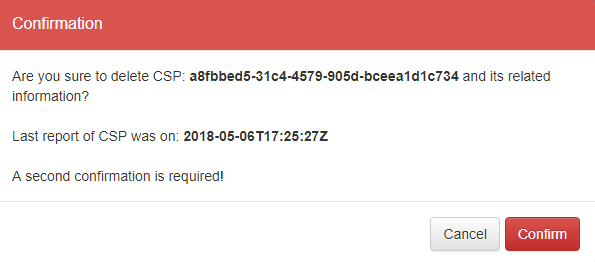 Confirmation
Are you sure to delete CSP: a8fbbed5-31c4-4579-905d-bceea1d1c734 and its related
information?
Last report of CSP was on: 2018-05-06T17:25:27Z
A second confirmation is required!
Cancel Confirm